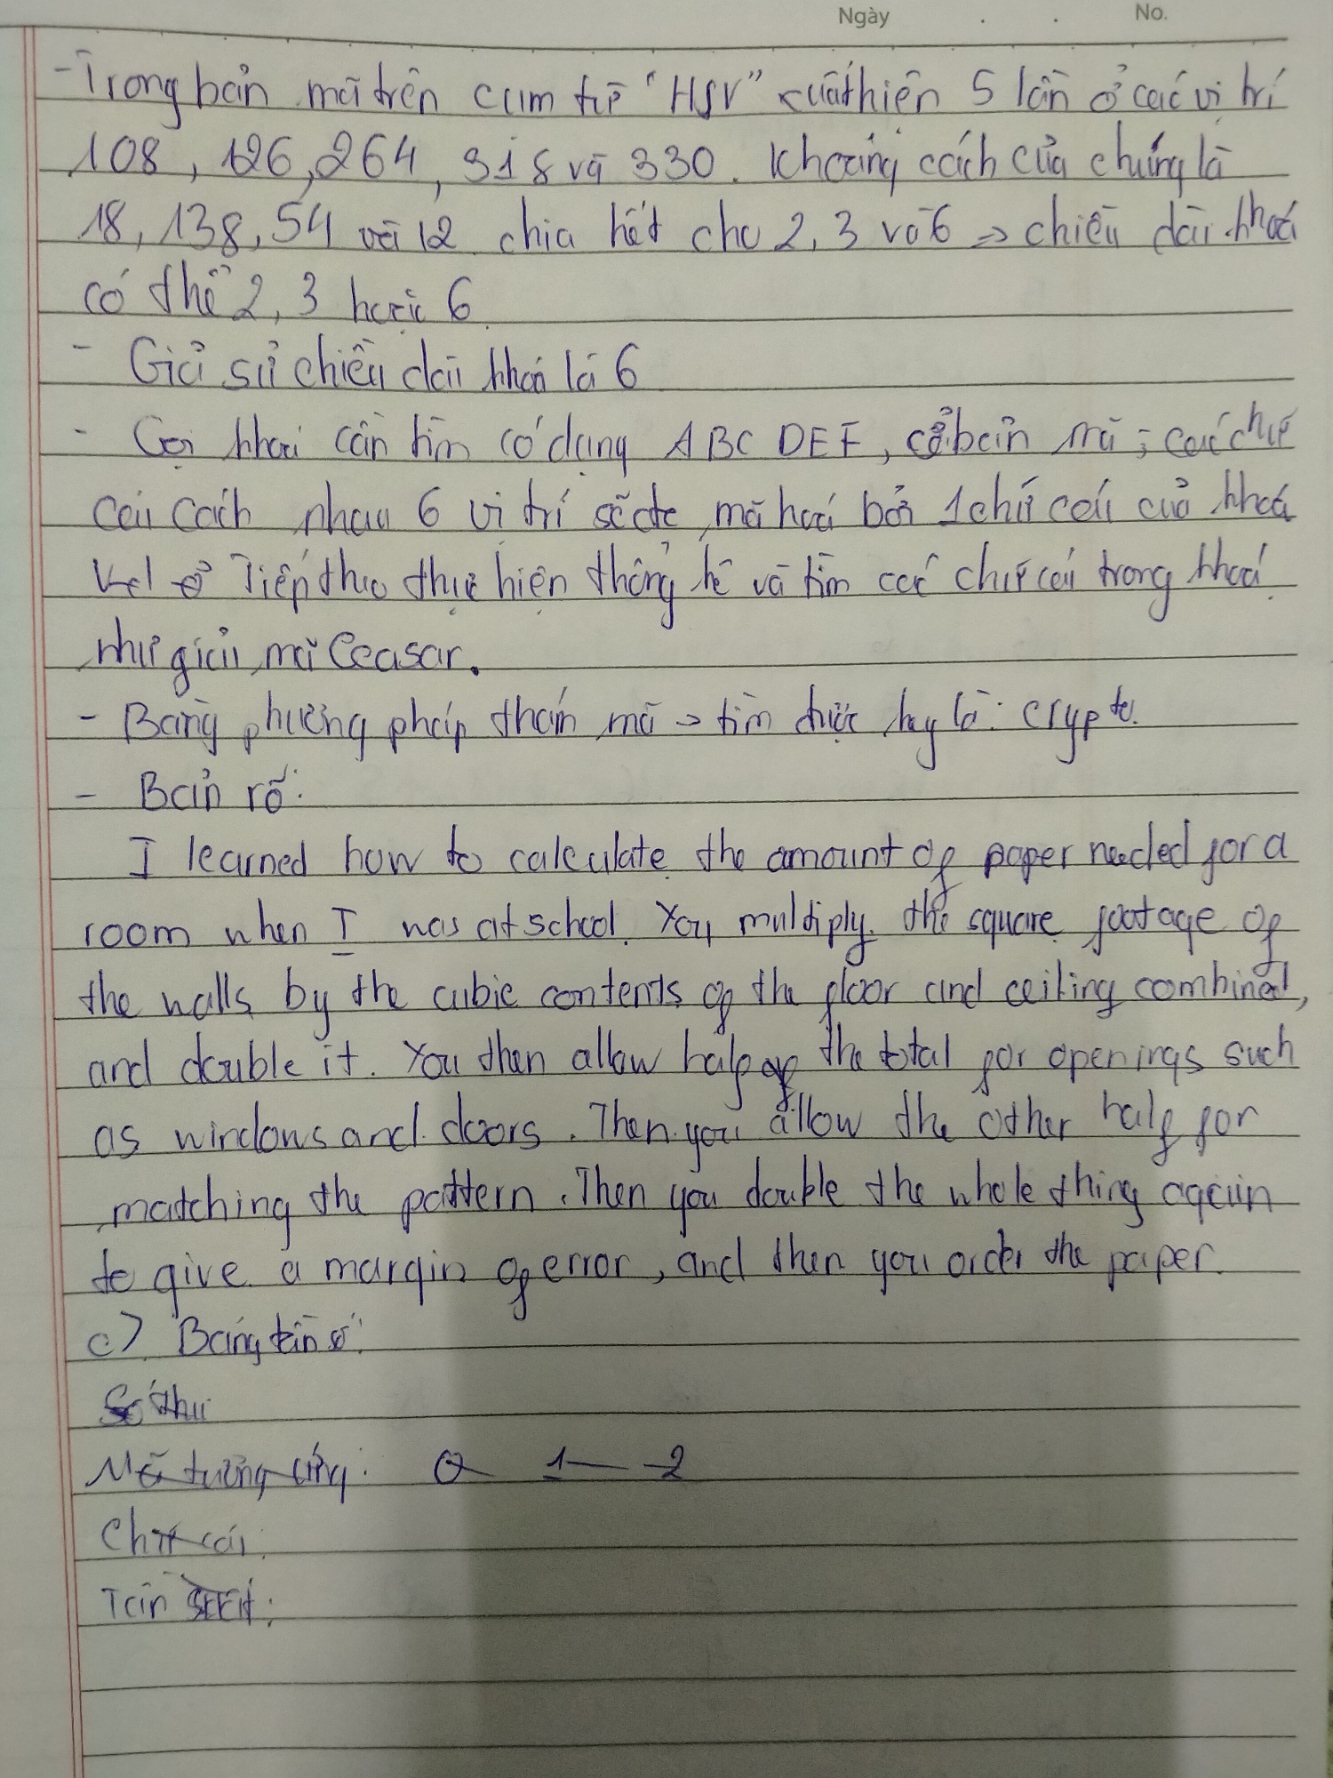 Ngày . . No.
- Trong bản mã trên cụm từ "HSV" xuất hiện 5 lần ở các vị trí
108, 126, 264, 318 và 330. Khoảng cách của chúng là
18, 138, 54 và 12 chia hết cho 2, 3 và 6 => chiều dài khoá
có thể 2, 3 hoặc 6
- Giả sử chiều dài khoá là 6
- Gọi khoá cần tìm có dạng ABC DEF, cả bản mã; các chữ
cái cách nhau 6 vị trí sẽ đc mã hoá bởi 1 chữ cái của khoá
Tiếp theo thực hiện thống kê và tìm các chữ cái trong khoá
như giải mã Ceasar.
- Bằng phương pháp thám mã -> tìm được key là: crypto.
- Bản rõ:
I learned how to calculate the amount of paper needed for a
room when I was at school. You multiply the square footage of
the walls by the cubic contents of the floor and ceiling combined,
and double it. You then allow half of the total for openings such
as windows and doors. Then you allow the other half for
matching the pattern. Then you double the whole thing again
to give a margin of error, and then you order the paper.
c) Bảng tần số:
Số thứ
Mã tương ứng: 0 1 2
Chữ cái:
Tần :